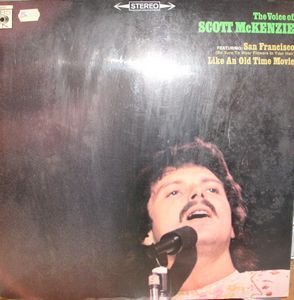 STEREO
The Voice of
SCOTT McKENZIE
FEATURING: San Francisco
(Be Sure To Wear Flowers In Your Hair)
Like An Old Time Movie